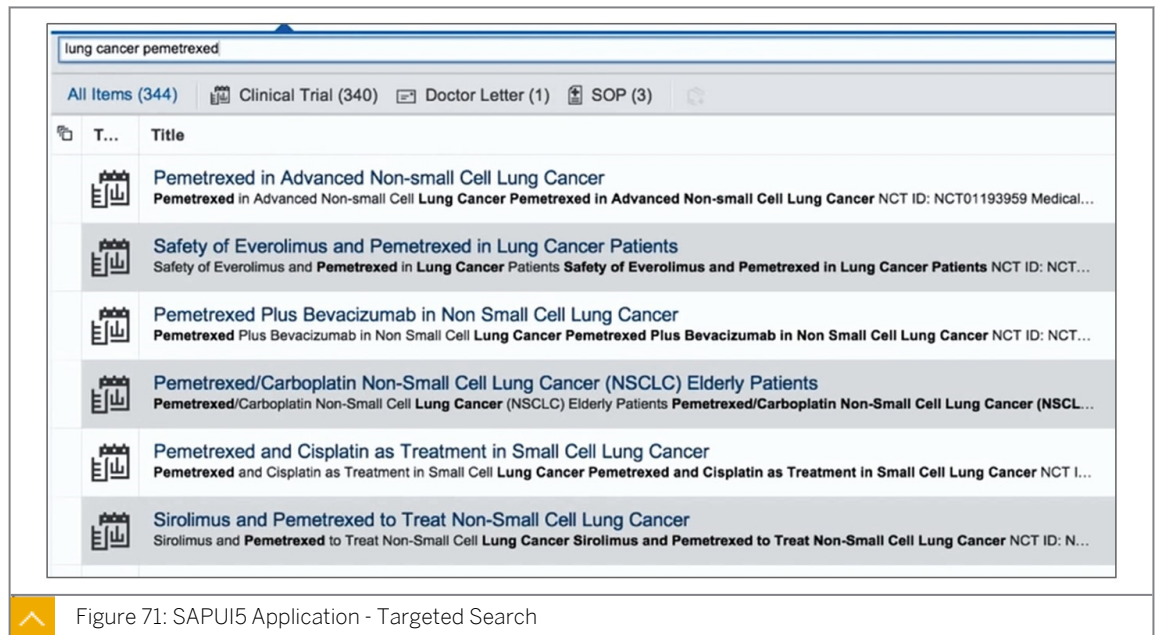 lung cancer pemetrexed
All Items (344) Clinical Trial (340) Doctor Letter (1) SOP (3)
T... Title
Pemetrexed in Advanced Non-small Cell Lung Cancer
Pemetrexed in Advanced Non-small Cell Lung Cancer Pemetrexed in Advanced Non-small Cell Lung Cancer NCT ID: NCT01193959 Medical...
Safety of Everolimus and Pemetrexed in Lung Cancer Patients
Safety of Everolimus and Pemetrexed in Lung Cancer Patients Safety of Everolimus and Pemetrexed in Lung Cancer Patients NCT ID: NCT...
Pemetrexed Plus Bevacizumab in Non Small Cell Lung Cancer
Pemetrexed Plus Bevacizumab in Non Small Cell Lung Cancer Pemetrexed Plus Bevacizumab in Non Small Cell Lung Cancer NCT ID: NCT...
Pemetrexed/Carboplatin Non-Small Cell Lung Cancer (NSCLC) Elderly Patients
Pemetrexed/Carboplatin Non-Small Cell Lung Cancer (NSCLC) Elderly Patients Pemetrexed/Carboplatin Non-Small Cell Lung Cancer (NSCL...
Pemetrexed and Cisplatin as Treatment in Small Cell Lung Cancer
Pemetrexed and Cisplatin as Treatment in Small Cell Lung Cancer Pemetrexed and Cisplatin as Treatment in Small Cell Lung Cancer NCT I...
Sirolimus and Pemetrexed to Treat Non-Small Cell Lung Cancer
Sirolimus and Pemetrexed to Treat Non-Small Cell Lung Cancer Sirolimus and Pemetrexed to Treat Non-Small Cell Lung Cancer NCT ID: N...
Figure 71: SAPUI5 Application - Targeted Search